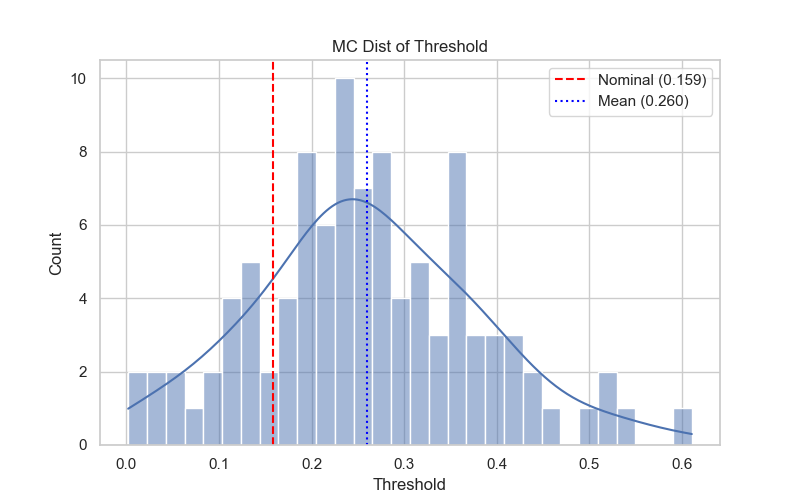 MC Dist of Threshold
Nominal (0.159)
Mean (0.260)
Count
10
8
6
4
2
0
0.0 0.1 0.2 0.3 0.4 0.5 0.6
Threshold